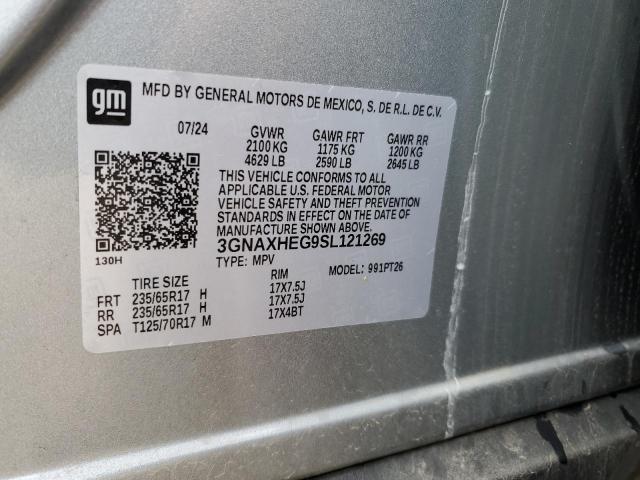 gm
MFD BY GENERAL MOTORS DE MEXICO, S. DE R.L. DE C.V.
07/24 GVWR GAWR FRT GAWR RR
2100 KG 1175 KG 1200 KG
4629 LB 2590 LB 2645 LB
THIS VEHICLE CONFORMS TO ALL
APPLICABLE U.S. FEDERAL MOTOR
VEHICLE SAFETY AND THEFT PREVENTION
STANDARDS IN EFFECT ON THE DATE OF
MANUFACTURE SHOWN ABOVE.
3GNAXHEG9SL121269
130H TYPE: MPV MODEL: 991PT26
TIRE SIZE RIM
FRT 235/65R17 H 17X7.5J
RR 235/65R17 H 17X7.5J
SPA T125/70R17 M 17X4BT